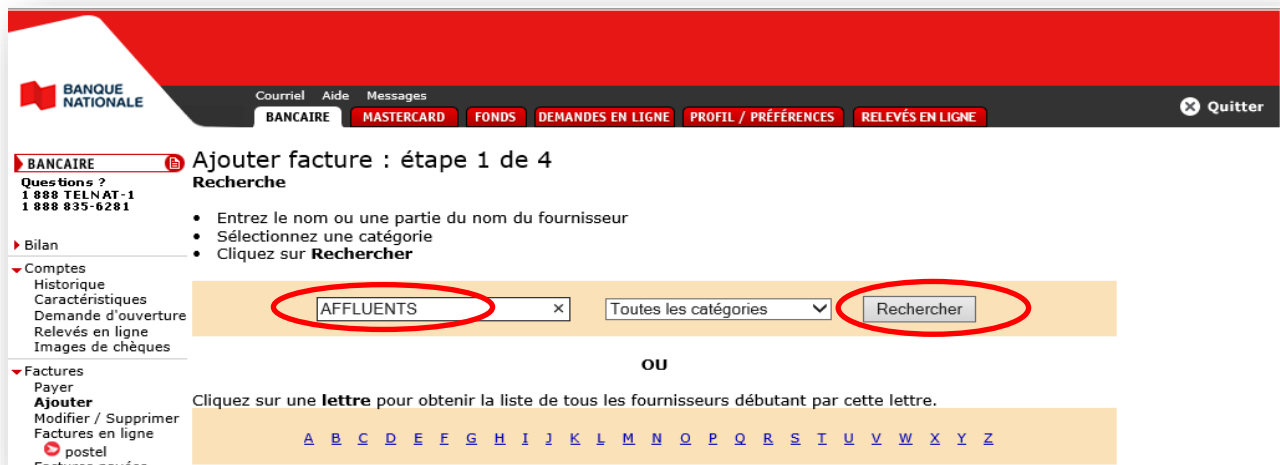 BANQUE
NATIONALE
Courriel Aide Messages
BANCAIRE MASTERCARD FONDS DEMANDES EN LIGNE PROFIL / PRÉFÉRENCES RELEVÉS EN LIGNE
Quitter
BANCAIRE
Questions ?
1 888 TELNAT-1
1 888 835-6281
Bilan
Comptes
Historique
Caractéristiques
Demande d'ouverture
Relevés en ligne
Images de chèques
Factures
Payer
Ajouter
Modifier / Supprimer
Factures en ligne
postel
Factures payées
Ajouter facture : étape 1 de 4
Recherche
• Entrez le nom ou une partie du nom du fournisseur
• Sélectionnez une catégorie
• Cliquez sur Rechercher
AFFLUENTS × Toutes les catégories Rechercher
OU
Cliquez sur une lettre pour obtenir la liste de tous les fournisseurs débutant par cette lettre.
A B C D E F G H I J K L M N O P Q R S T U V W X Y Z